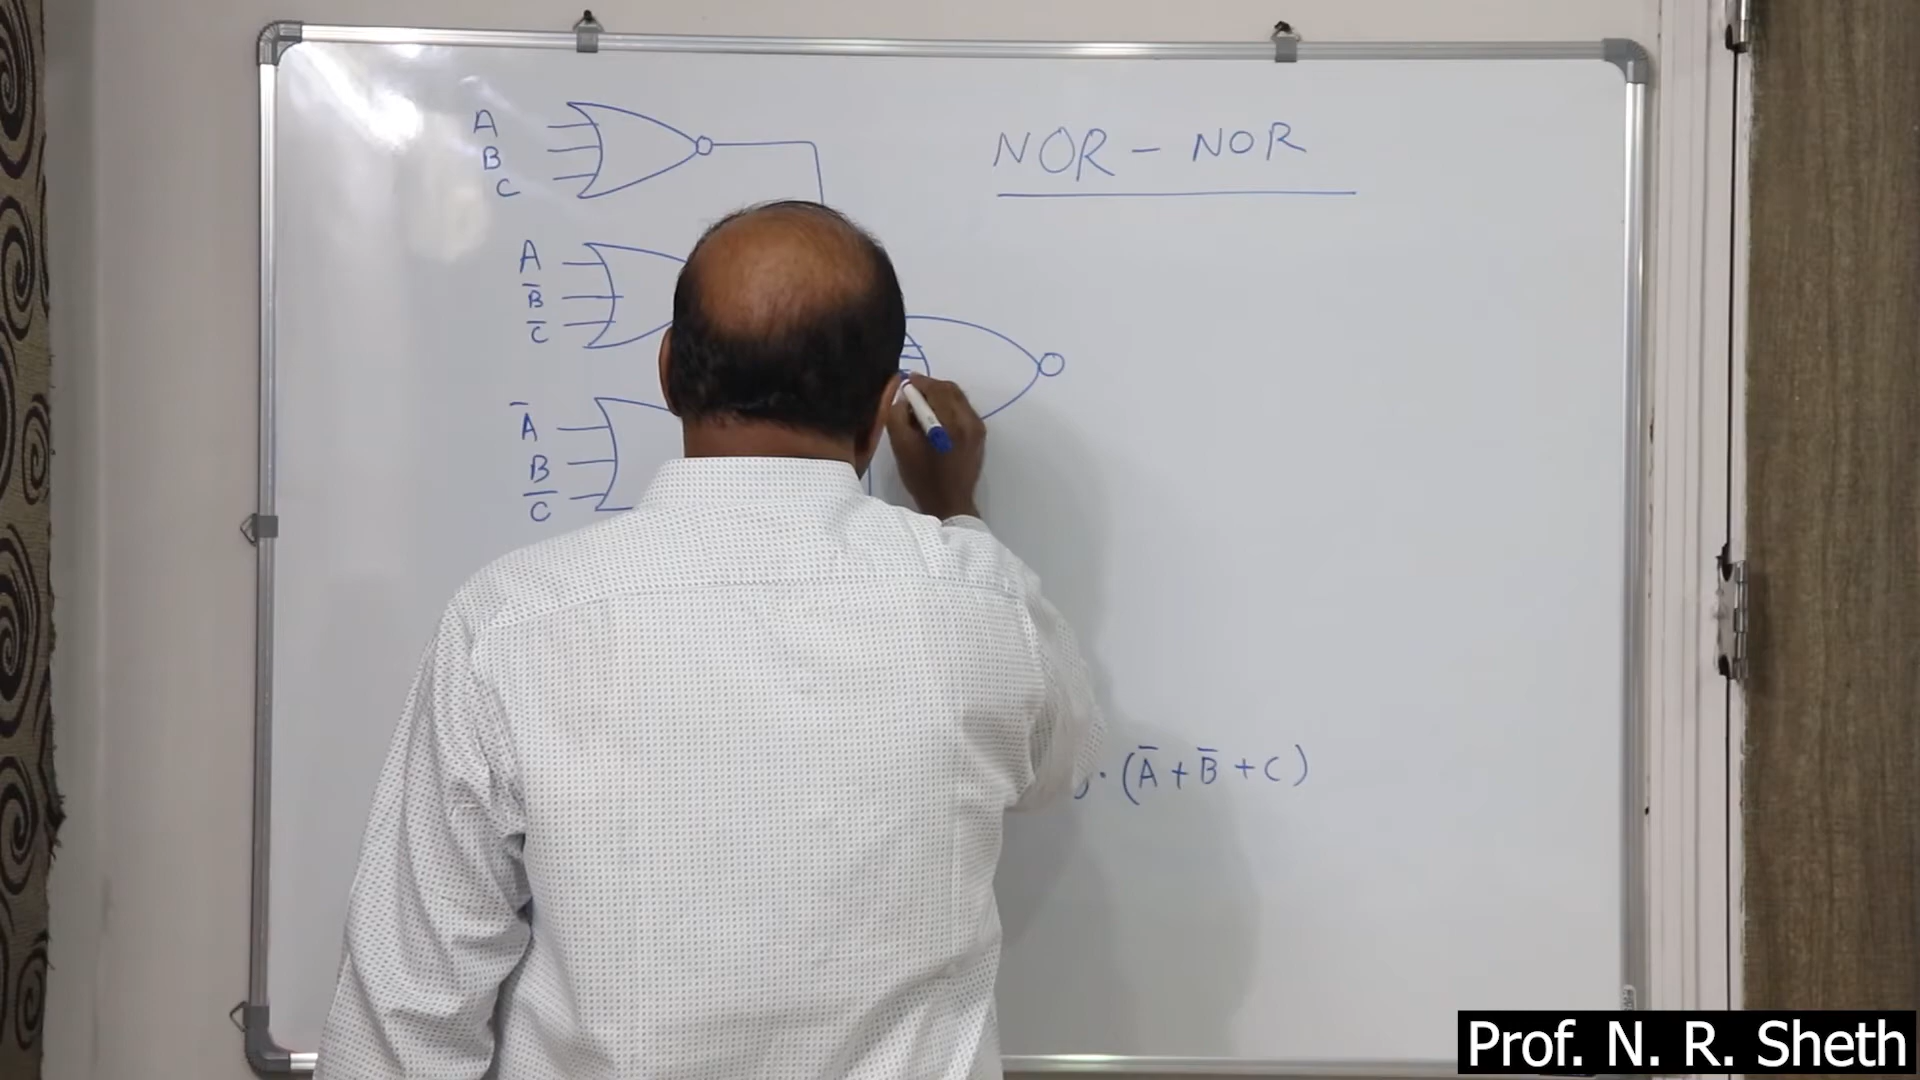 A
B
C
NOR - NOR
A
B̅
C̅
A̅
B
C̅
) · (A̅ + B̅ + C)
Prof. N. R. Sheth